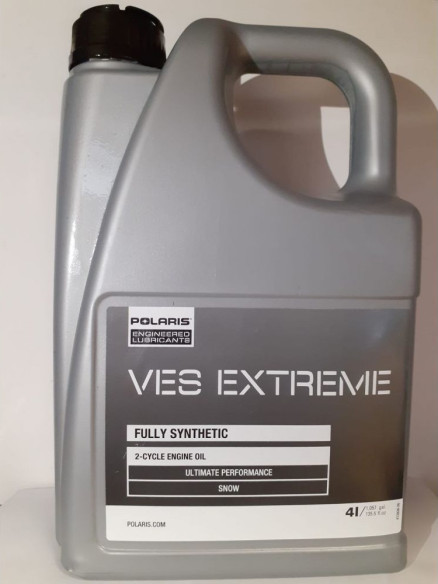 POLARIS
ENGINEERED
LUBRICANTS
VES EXTREME
FULLY SYNTHETIC
2-CYCLE ENGINE OIL
ULTIMATE PERFORMANCE
SNOW
4l/
POLARIS.COM